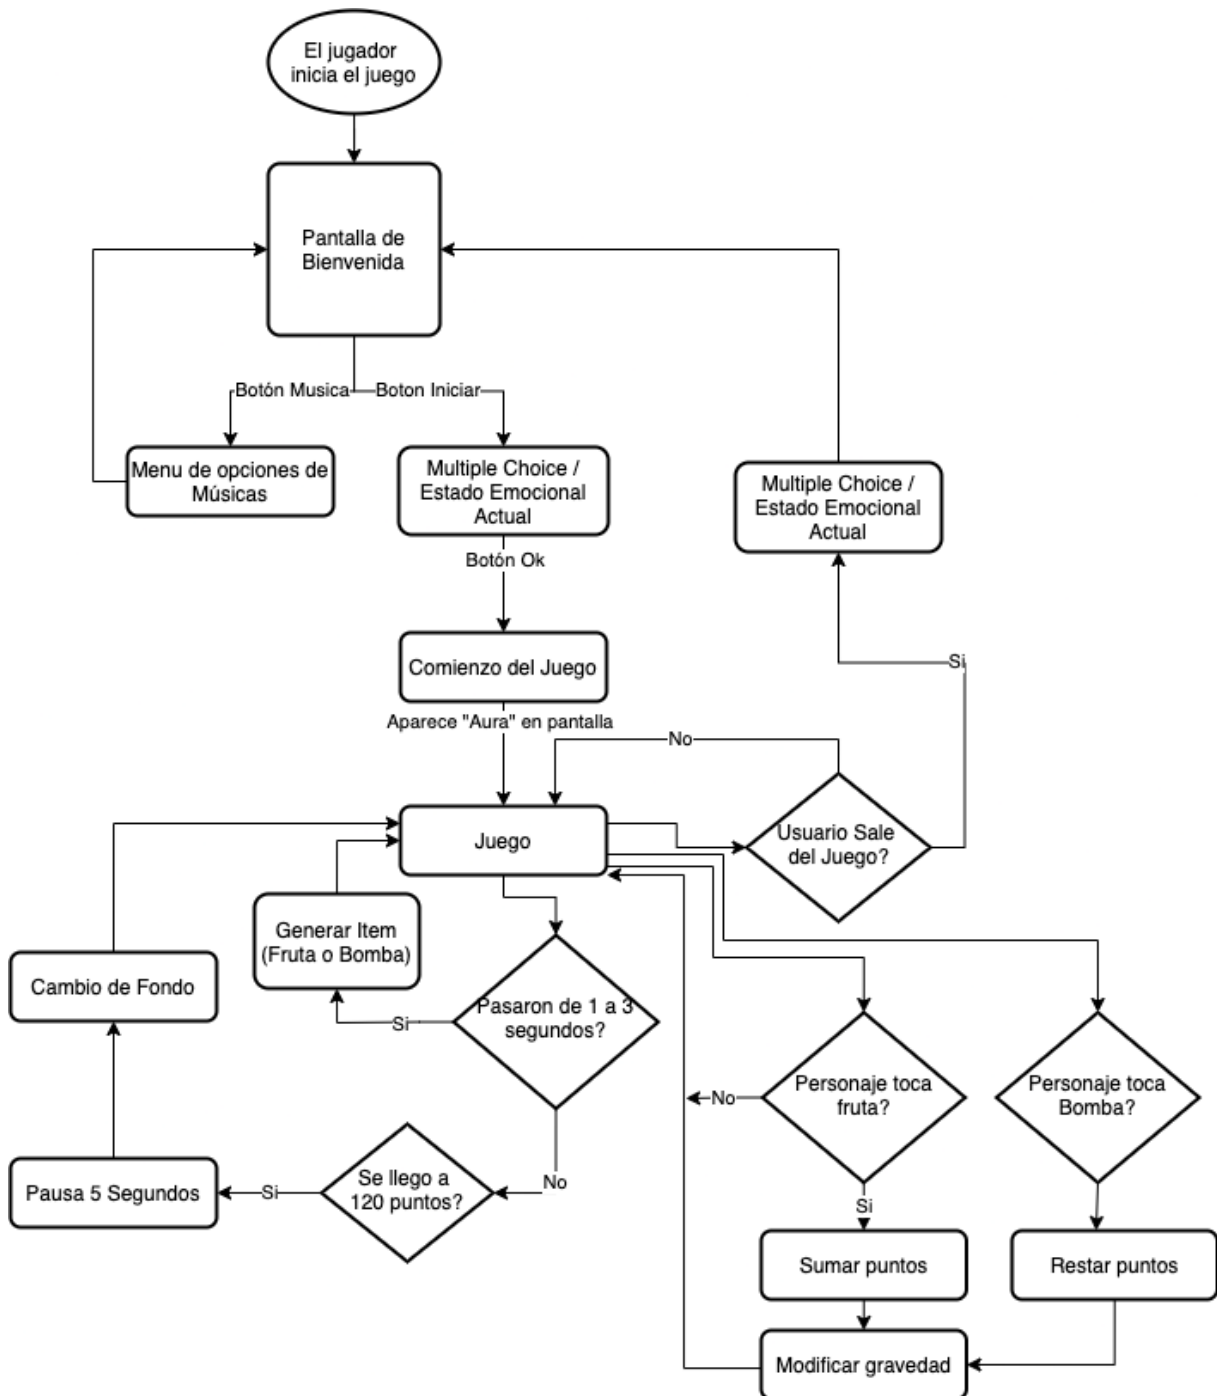 El jugador
inicia el juego
Pantalla de
Bienvenida
Botón Musica
Boton Iniciar
Menu de opciones de
Músicas
Multiple Choice /
Estado Emocional
Actual
Multiple Choice /
Estado Emocional
Actual
Botón Ok
Comienzo del Juego
Si
Aparece "Aura" en pantalla
No
Juego
Usuario Sale
del Juego?
Generar Item
(Fruta o Bomba)
Cambio de Fondo
Pasaron de 1 a 3
segundos?
Si
Personaje toca
fruta?
No
Personaje toca
Bomba?
Se llego a
120 puntos?
No
Si
Pausa 5 Segundos
Si
Sumar puntos
Restar puntos
Modificar gravedad